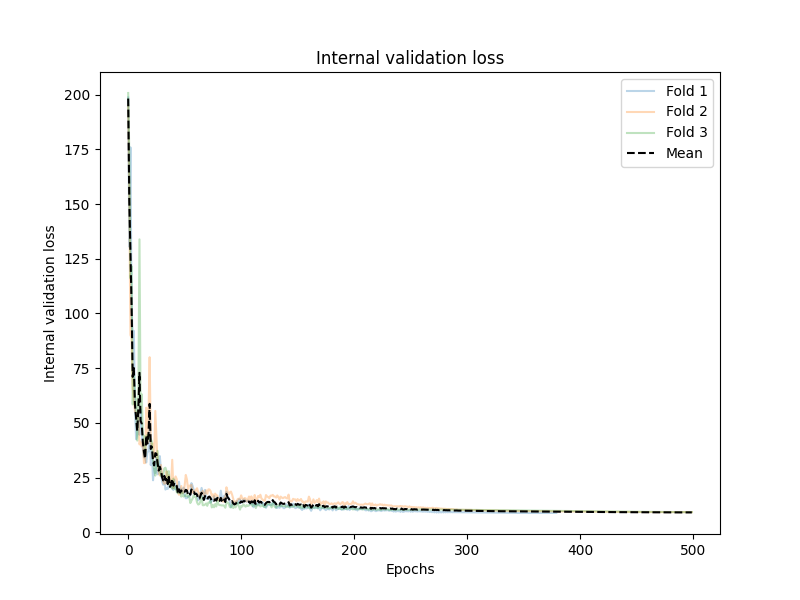 Internal validation loss
Fold 1
Fold 2
Fold 3
Mean
Internal validation loss
200
175
150
125
100
75
50
25
0
0 100 200 300 400 500
Epochs